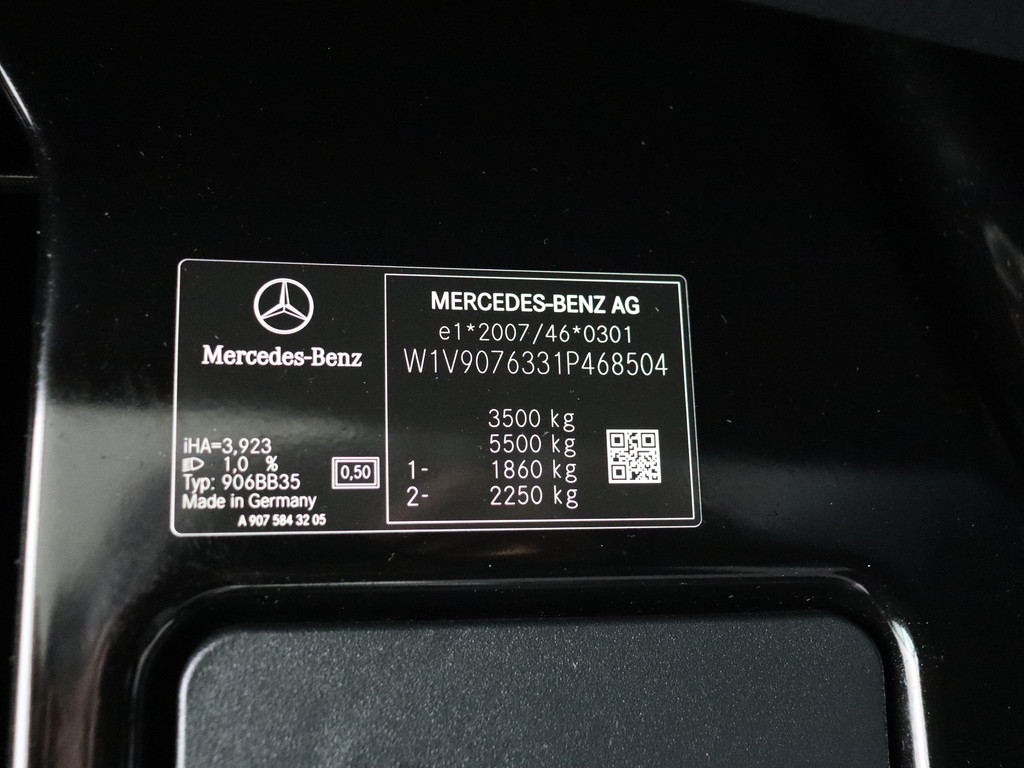 Mercedes-Benz
iHA=3,923
1,0 %
Typ: 906BB35
Made in Germany
A 907 584 32 05
0,50
MERCEDES-BENZ AG
e1*2007/46*0301
W1V9076331P468504
3500 kg
5500 kg
1- 1860 kg
2- 2250 kg